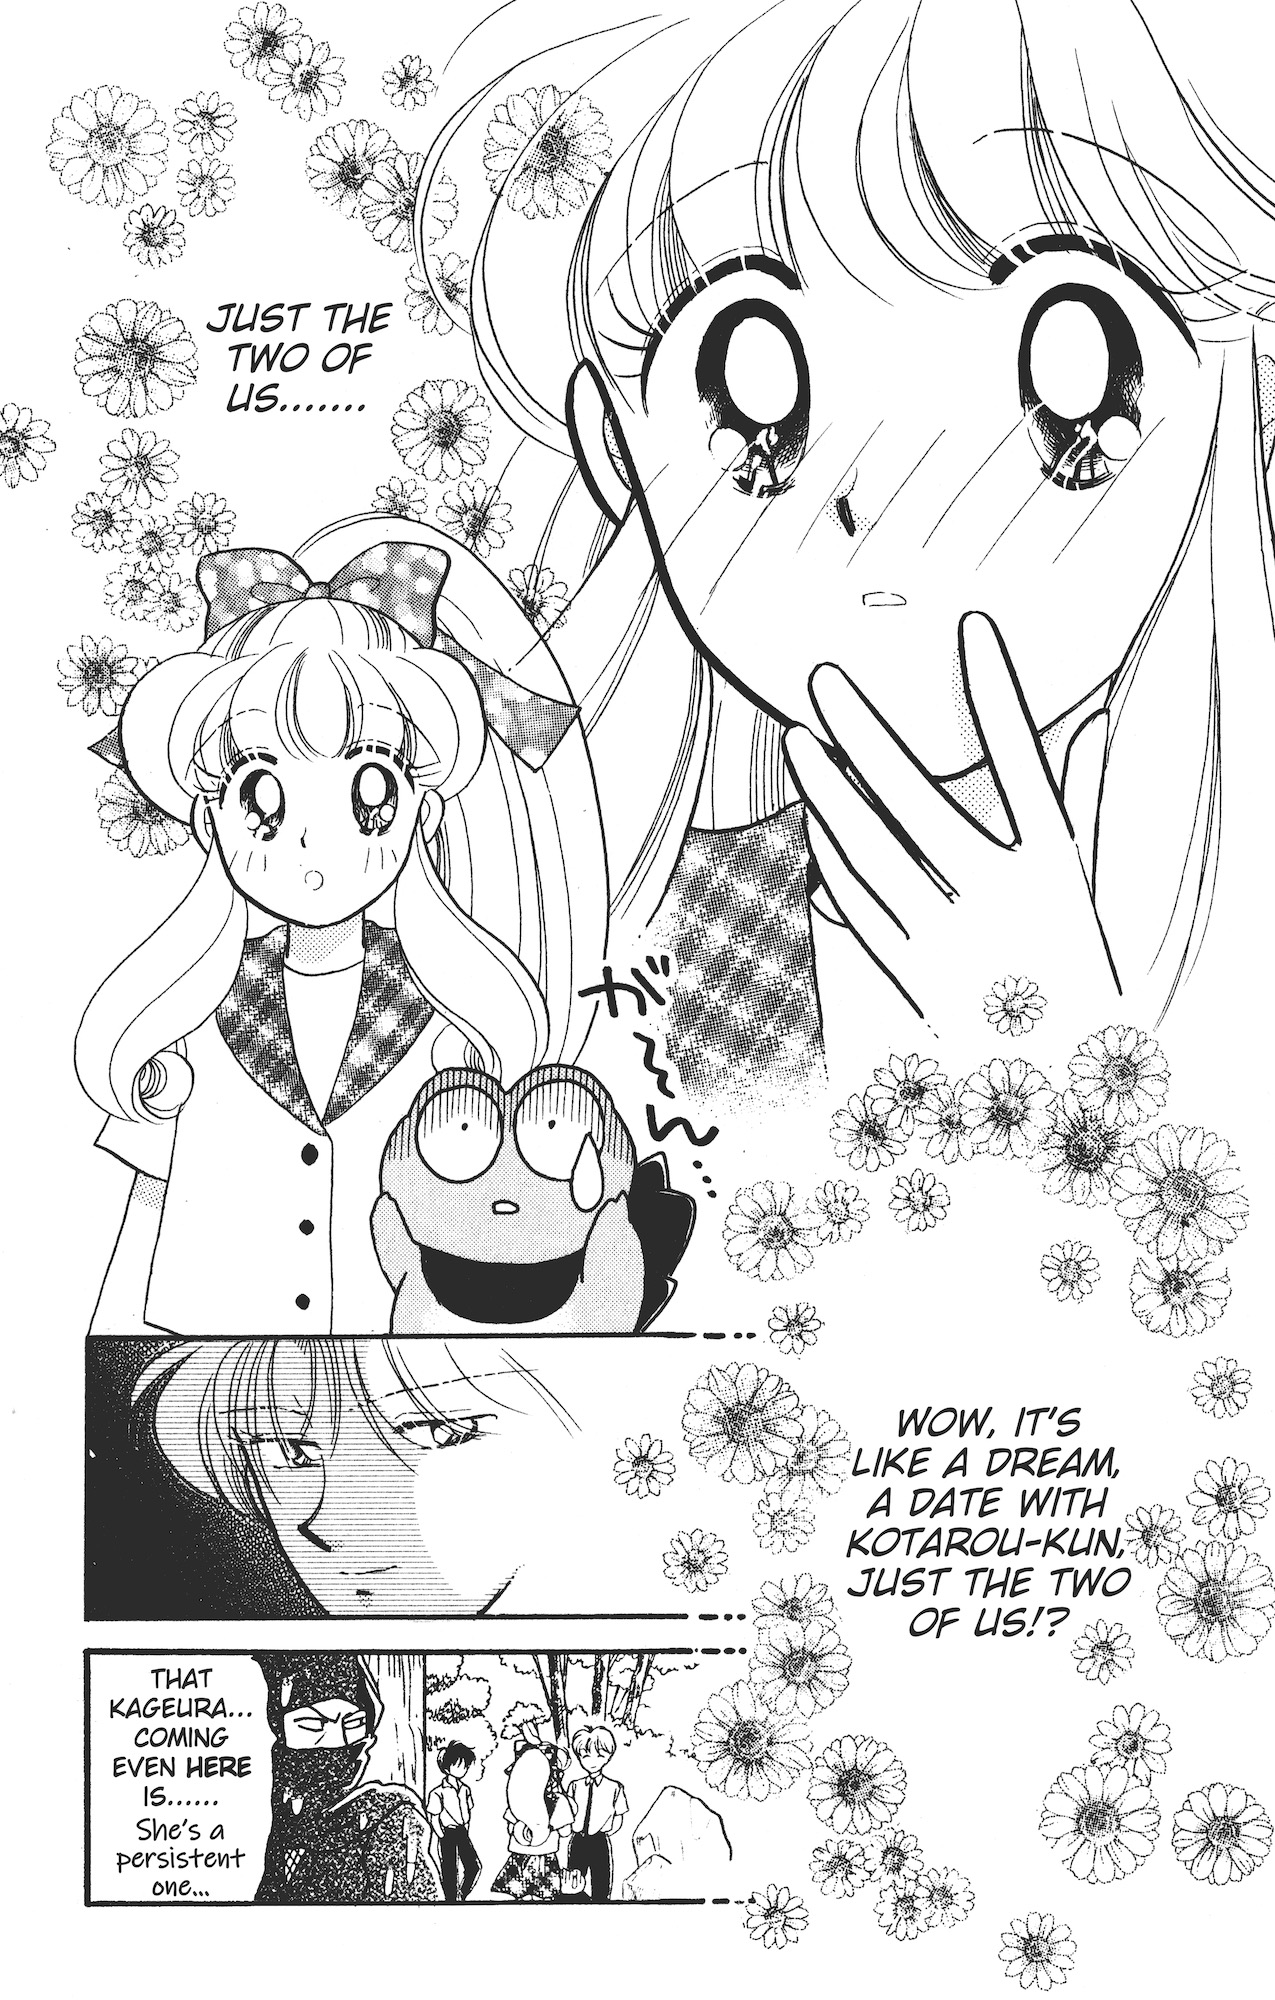 JUST THE
TWO OF
US.......
が〜ん...
WOW, IT'S
LIKE A DREAM,
A DATE WITH
KOTAROU-KUN,
JUST THE TWO
OF US!?
THAT
KAGEURA...
COMING
EVEN HERE
IS......
She's a
persistent
one...